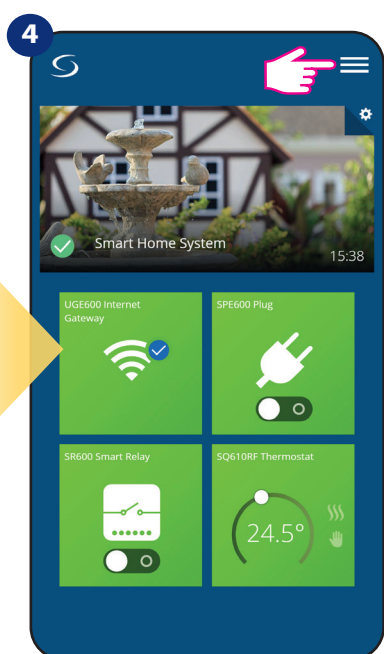 4
Smart Home System
15:38
UGE600 Internet
Gateway
SPE600 Plug
SR600 Smart Relay
SQ610RF Thermostat
24.5°